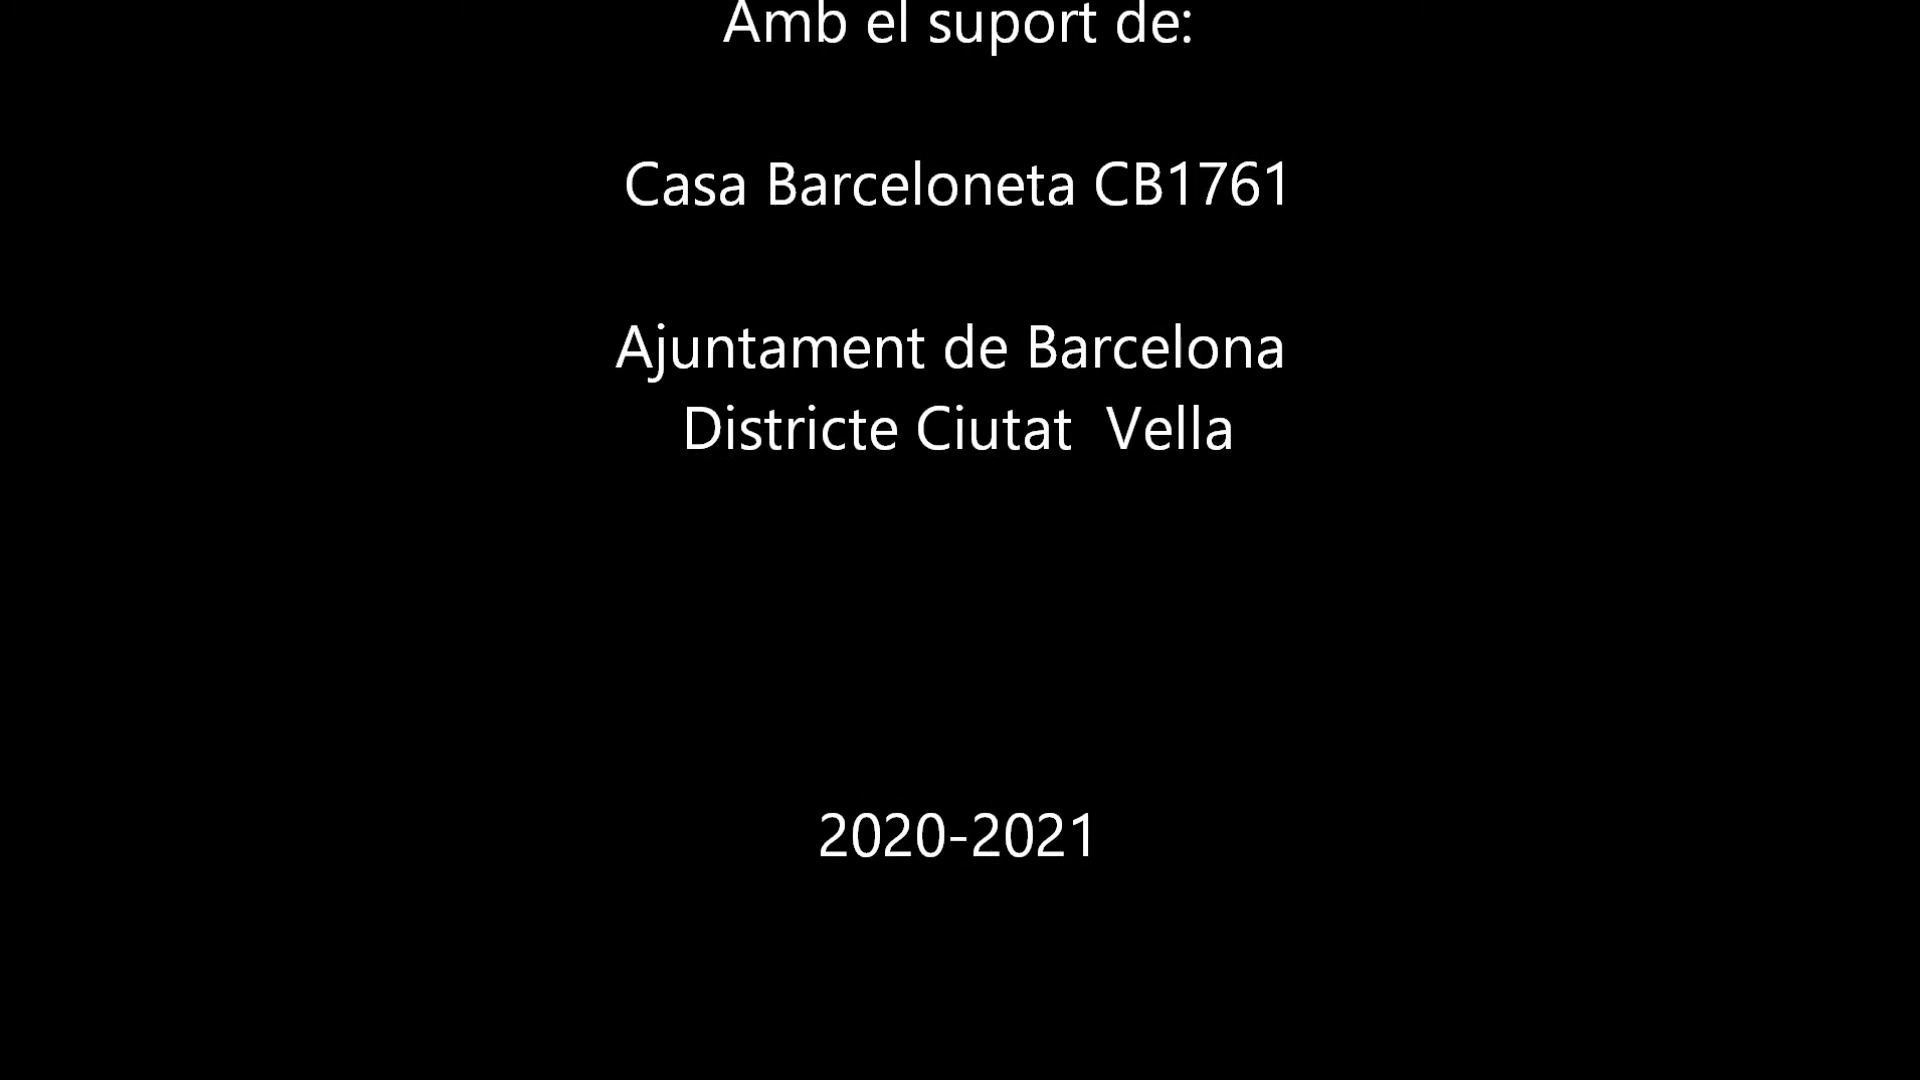 Amb el suport de:
Casa Barceloneta CB1761
Ajuntament de Barcelona
Districte Ciutat  Vella
2020-2021